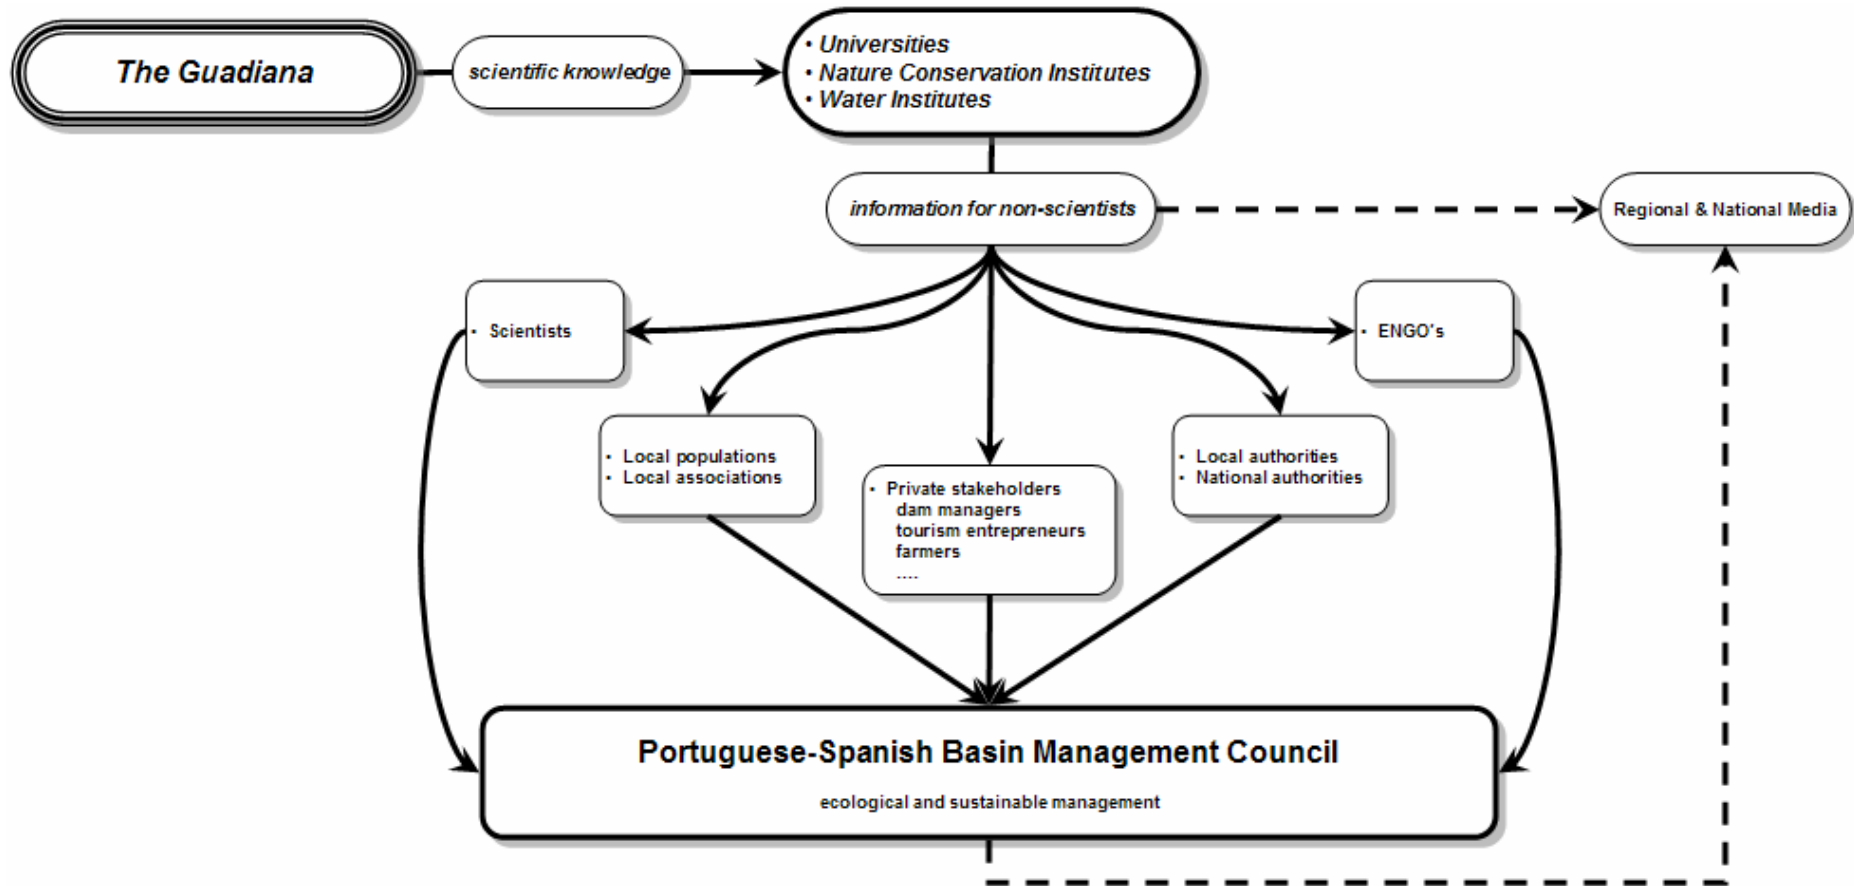 The Guadiana
scientific knowledge
• Universities
• Nature Conservation Institutes
• Water Institutes
information for non-scientists
Regional & National Media
• Scientists
• ENGO's
• Local populations
• Local associations
• Local authorities
• National authorities
• Private stakeholders
dam managers
tourism entrepreneurs
farmers
....
Portuguese-Spanish Basin Management Council
ecological and sustainable management